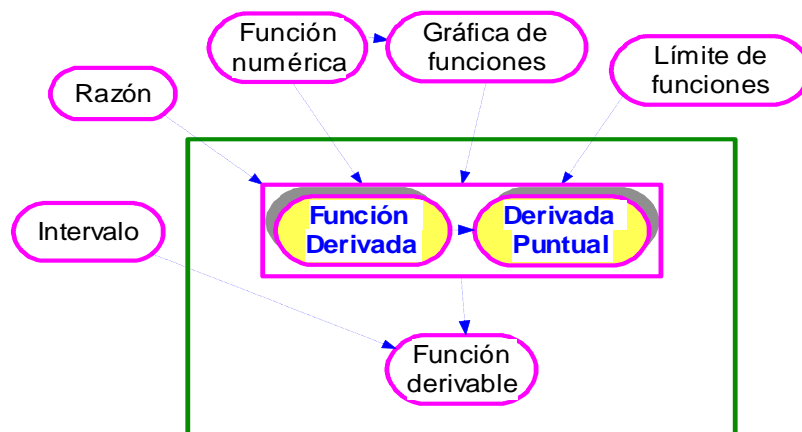 Función
numérica
Gráfica de
funciones
Límite de
funciones
Razón
Función
Derivada
Derivada
Puntual
Intervalo
Función
derivable